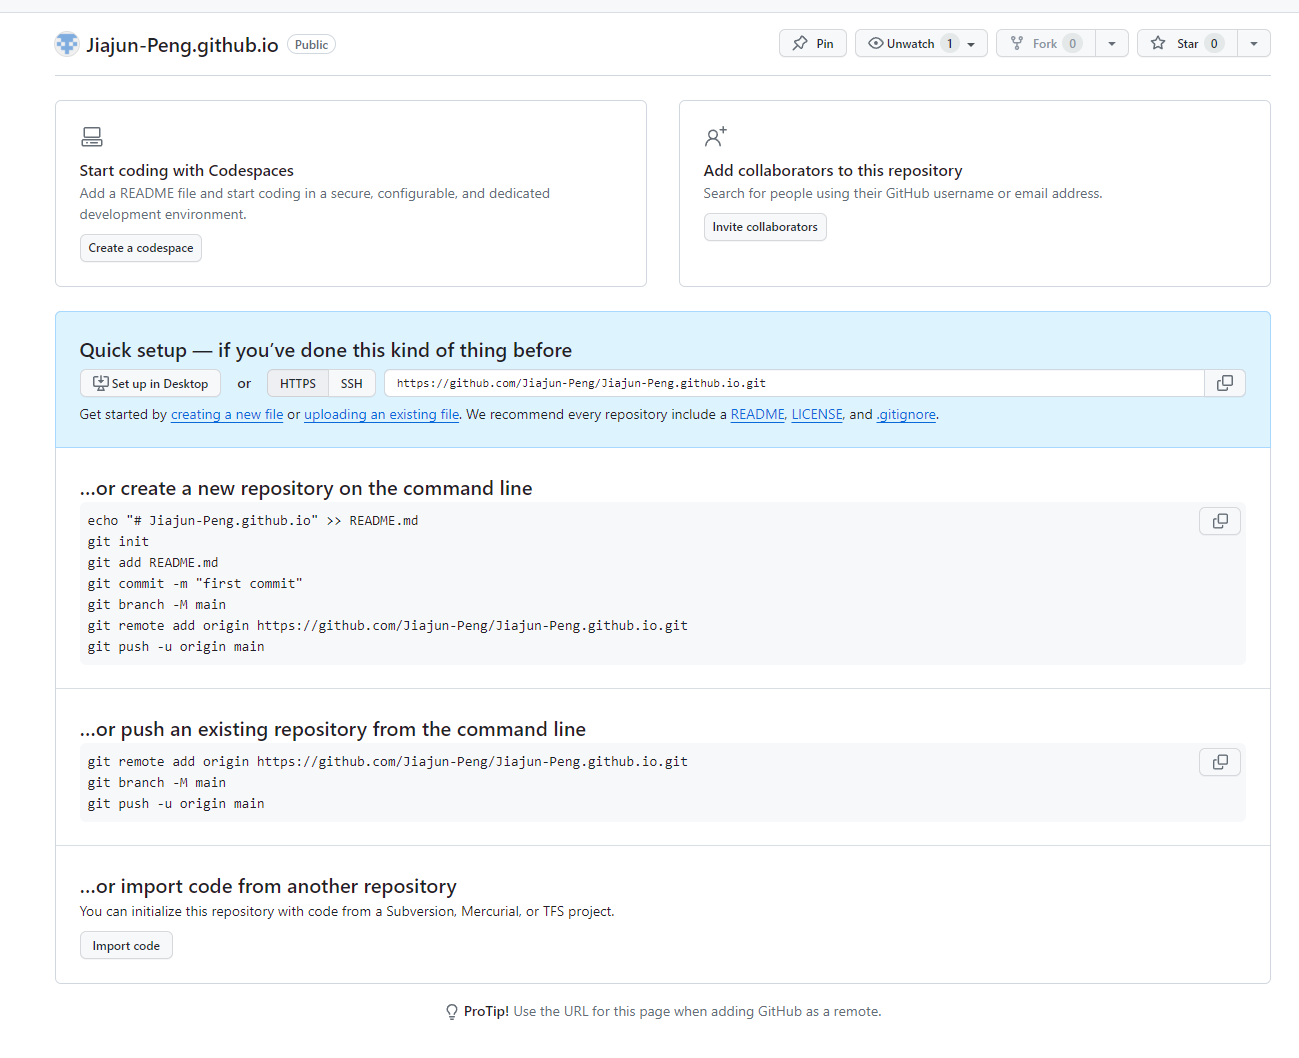 Jiajun-Peng.github.io Public Pin Unwatch 1 Fork 0 Star 0
Start coding with Codespaces
Add a README file and start coding in a secure, configurable, and dedicated
development environment.
Create a codespace
Add collaborators to this repository
Search for people using their GitHub username or email address.
Invite collaborators
Quick setup — if you’ve done this kind of thing before
Set up in Desktop or HTTPS SSH https://github.com/Jiajun-Peng/Jiajun-Peng.github.io.git
Get started by creating a new file or uploading an existing file. We recommend every repository include a README, LICENSE, and .gitignore.
…or create a new repository on the command line
echo "# Jiajun-Peng.github.io" >> README.md
git init
git add README.md
git commit -m "first commit"
git branch -M main
git remote add origin https://github.com/Jiajun-Peng/Jiajun-Peng.github.io.git
git push -u origin main
…or push an existing repository from the command line
git remote add origin https://github.com/Jiajun-Peng/Jiajun-Peng.github.io.git
git branch -M main
git push -u origin main
…or import code from another repository
You can initialize this repository with code from a Subversion, Mercurial, or TFS project.
Import code
ProTip! Use the URL for this page when adding GitHub as a remote.